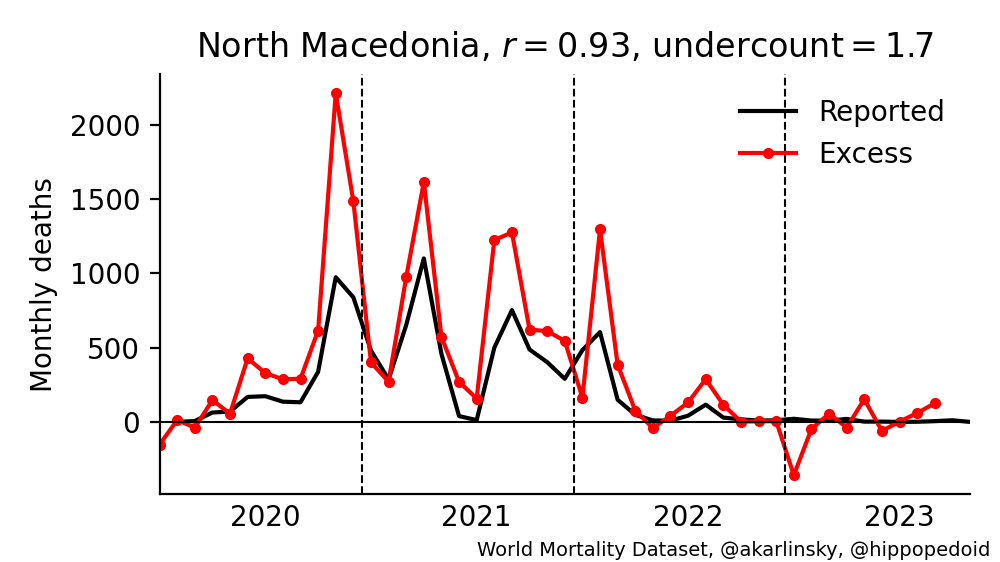 North Macedonia, r = 0.93, undercount = 1.7
Monthly deaths
2000
1500
1000
500
0
Reported
Excess
2020 2021 2022 2023
World Mortality Dataset, @akarlinsky, @hippopedoid